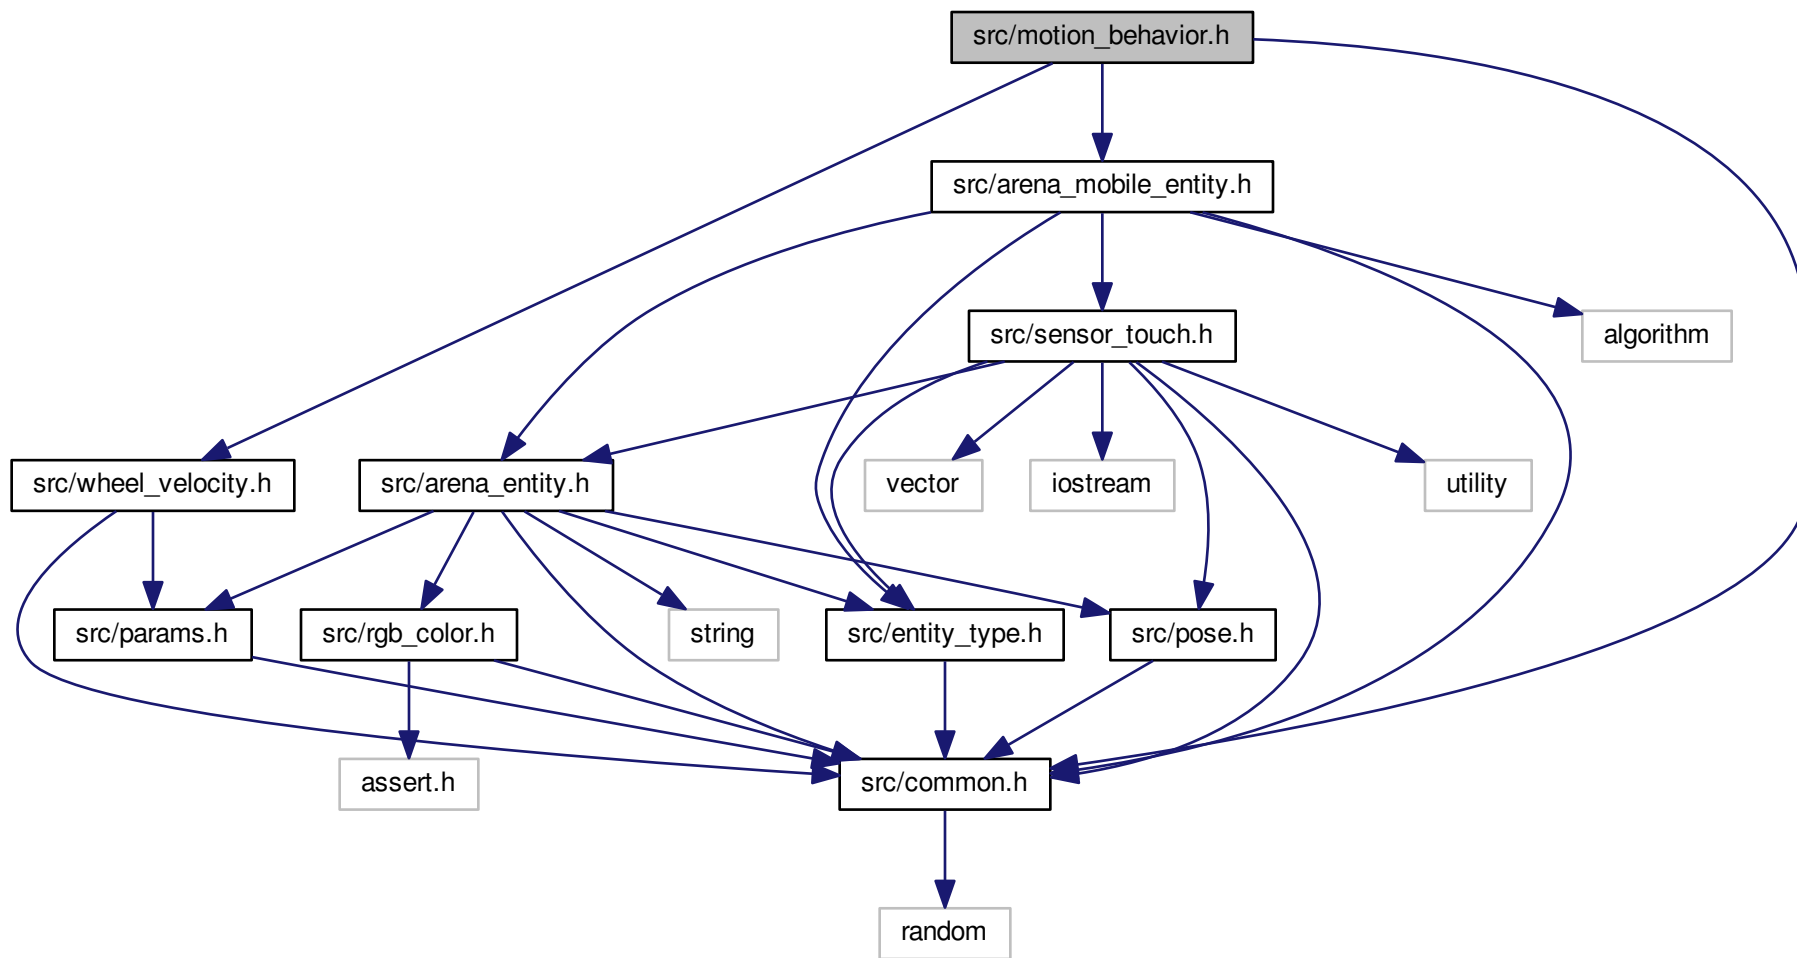 src/motion_behavior.h
src/arena_mobile_entity.h
src/sensor_touch.h
algorithm
src/wheel_velocity.h
src/arena_entity.h
vector
iostream
utility
src/params.h
src/rgb_color.h
string
src/entity_type.h
src/pose.h
assert.h
src/common.h
random